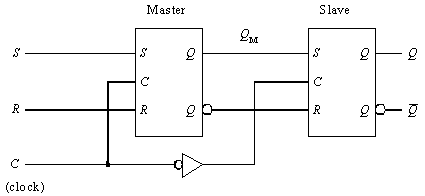 Master Slave
Q_M
S S Q S Q Q
C C
R R Q R Q Q̅
C
(clock)